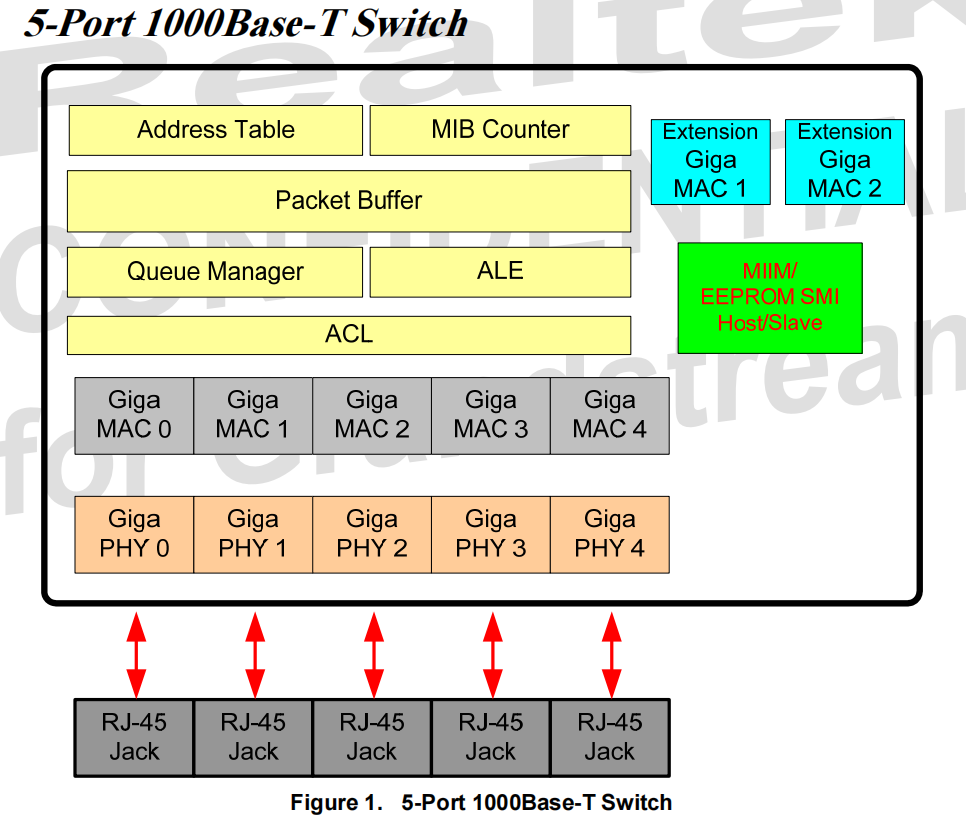 5-Port 1000Base-T Switch
Realtek
CONFIDENTIAL
for Grandstream
Address Table
MIB Counter
Extension
Giga
MAC 1
Extension
Giga
MAC 2
Packet Buffer
Queue Manager
ALE
MIIM/
EEPROM SMI
Host/Slave
ACL
Giga
MAC 0
Giga
MAC 1
Giga
MAC 2
Giga
MAC 3
Giga
MAC 4
Giga
PHY 0
Giga
PHY 1
Giga
PHY 2
Giga
PHY 3
Giga
PHY 4
RJ-45
Jack
RJ-45
Jack
RJ-45
Jack
RJ-45
Jack
RJ-45
Jack
Figure 1. 5-Port 1000Base-T Switch